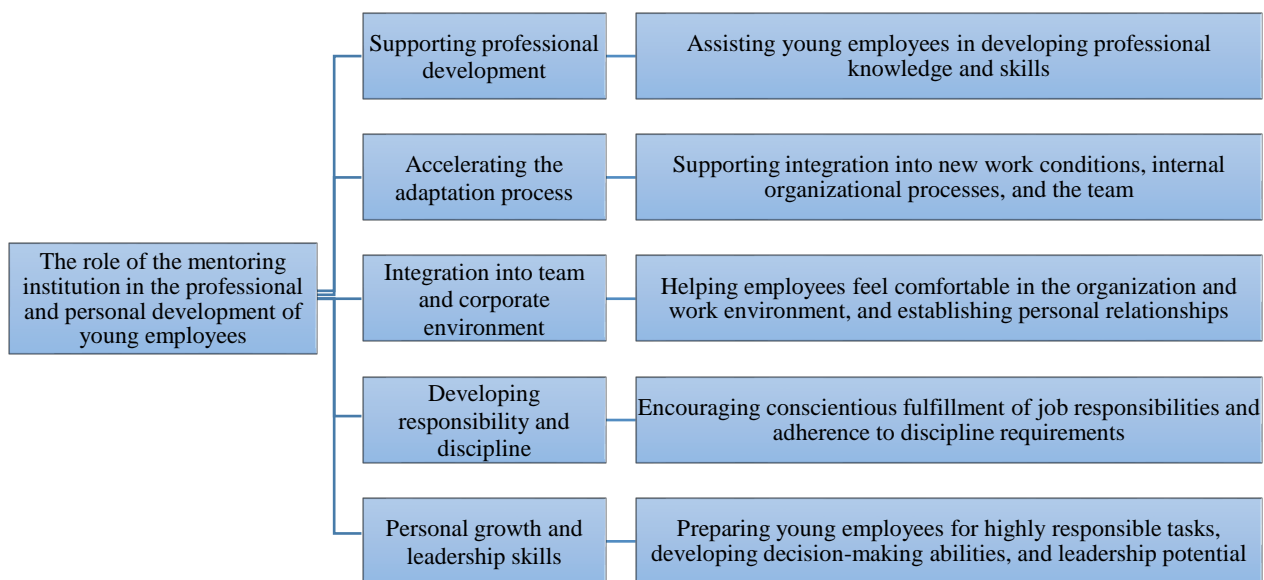 The role of the mentoring
institution in the professional
and personal development of
young employees
Supporting professional
development
Assisting young employees in developing professional
knowledge and skills
Accelerating the
adaptation process
Supporting integration into new work conditions, internal
organizational processes, and the team
Integration into team
and corporate
environment
Helping employees feel comfortable in the organization and
work environment, and establishing personal relationships
Developing
responsibility and
discipline
Encouraging conscientious fulfillment of job responsibilities and
adherence to discipline requirements
Personal growth and
leadership skills
Preparing young employees for highly responsible tasks,
developing decision-making abilities, and leadership potential